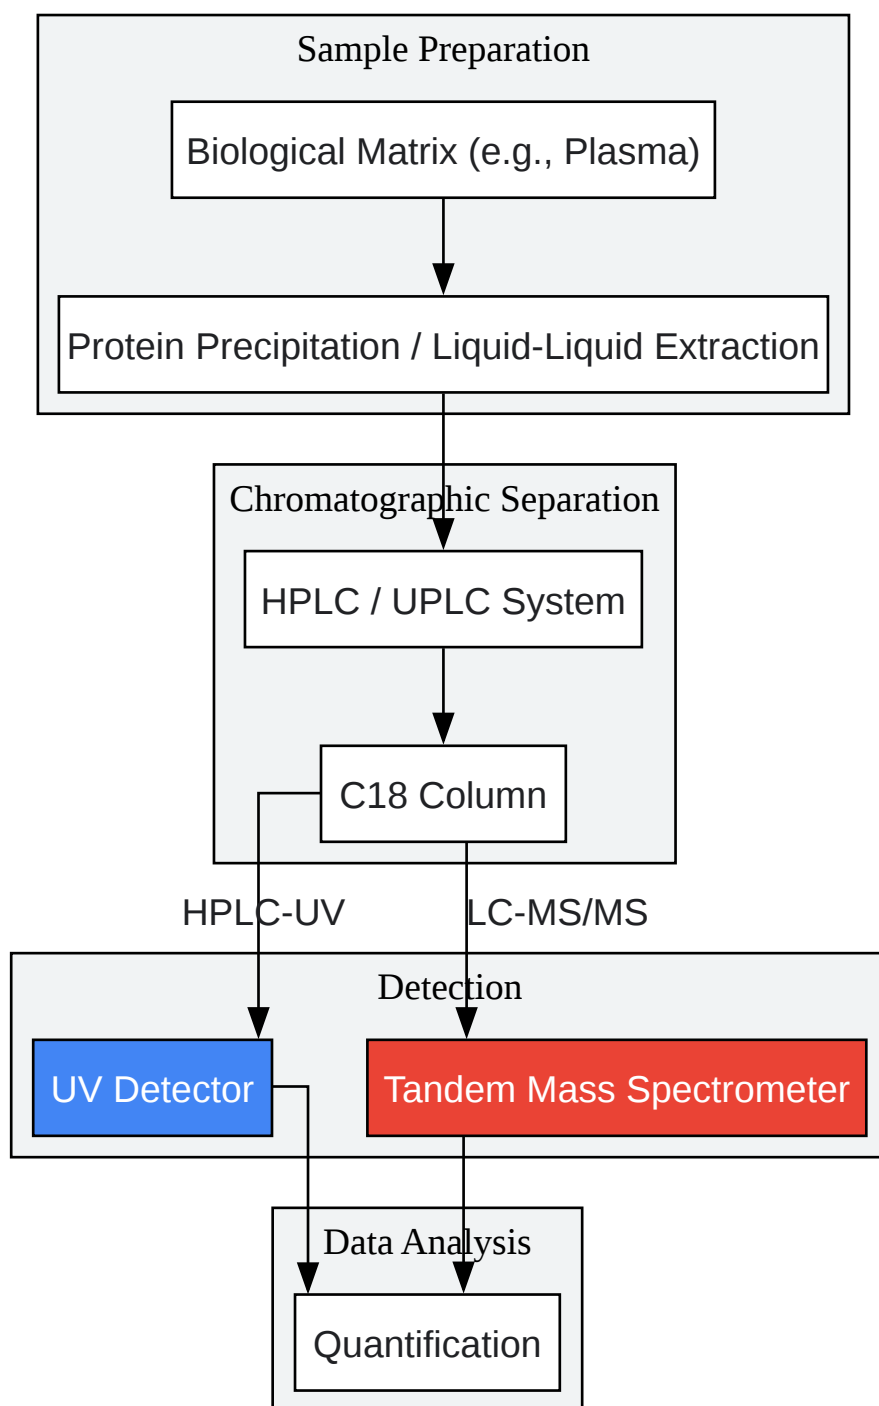 Sample Preparation
Biological Matrix (e.g., Plasma)
Protein Precipitation / Liquid-Liquid Extraction
Chromatographic Separation
HPLC / UPLC System
C18 Column
HPLC-UV
LC-MS/MS
Detection
UV Detector
Tandem Mass Spectrometer
Data Analysis
Quantification